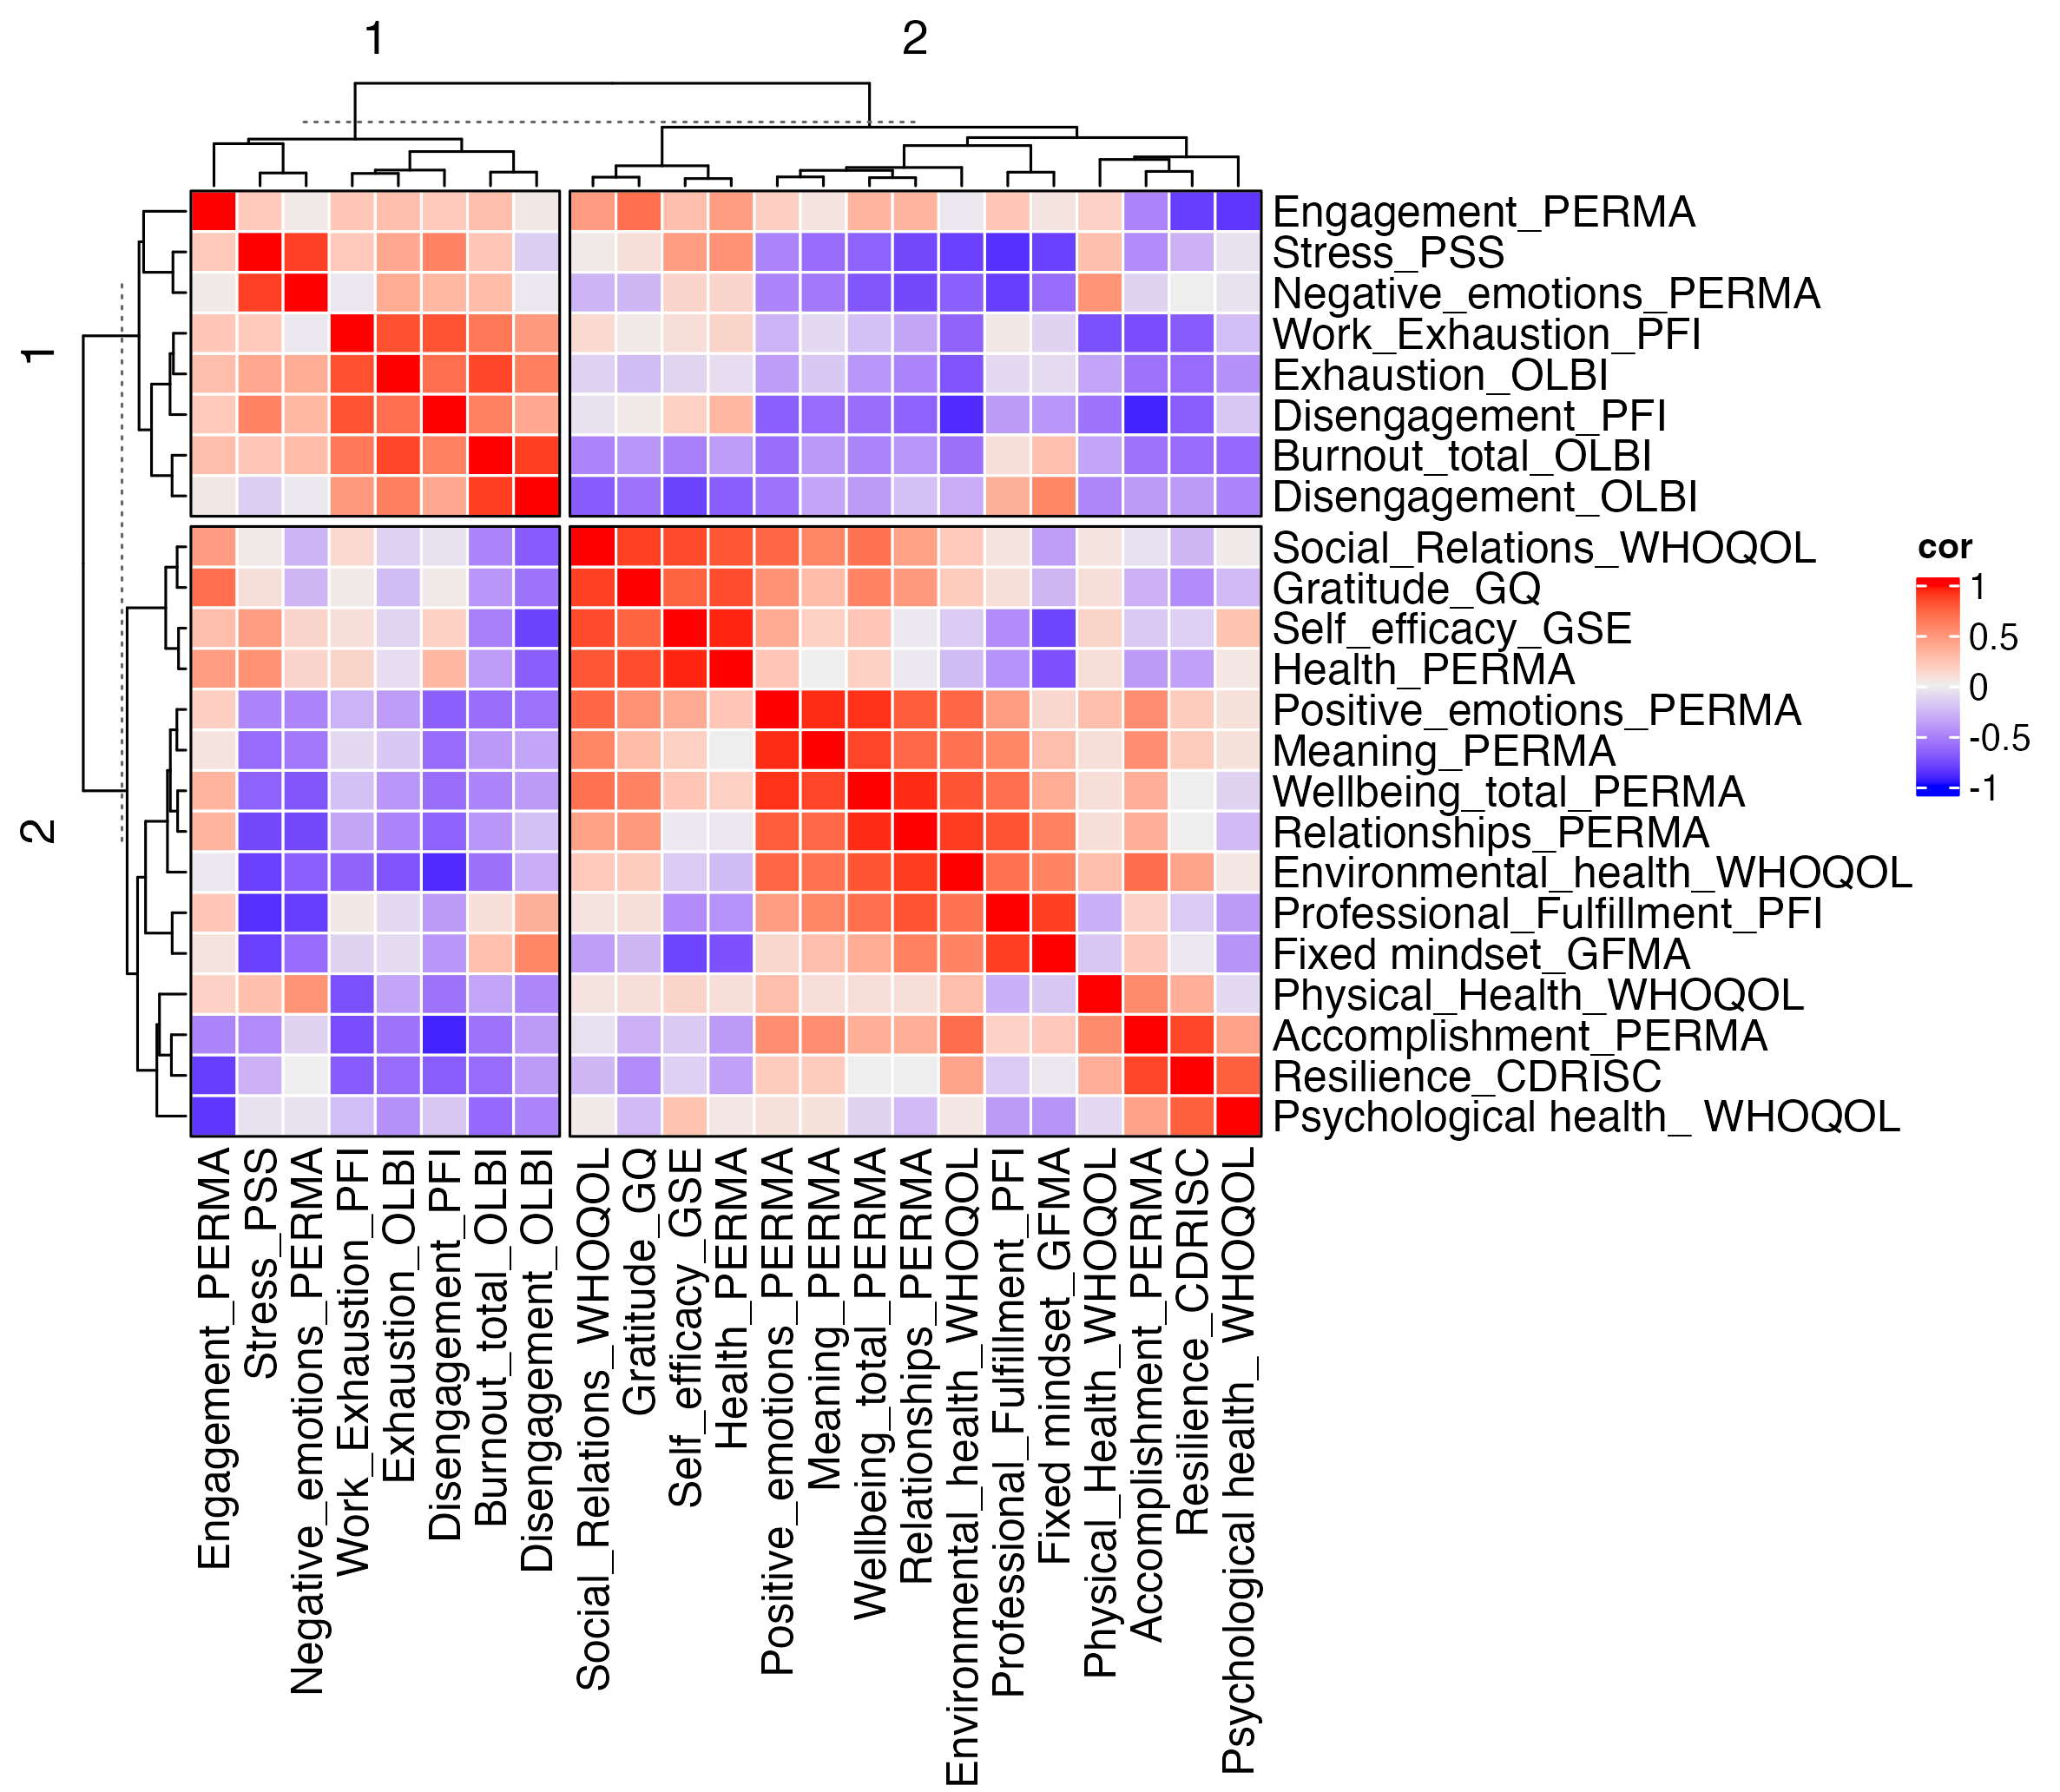 1
2
1
2
Engagement_PERMA
Stress_PSS
Negative_emotions_PERMA
Work_Exhaustion_PFI
Exhaustion_OLBI
Disengagement_PFI
Burnout_total_OLBI
Disengagement_OLBI
Social_Relations_WHOQOL
Gratitude_GQ
Self_efficacy_GSE
Health_PERMA
Positive_emotions_PERMA
Meaning_PERMA
Wellbeing_total_PERMA
Relationships_PERMA
Environmental_health_WHOQOL
Professional_Fulfillment_PFI
Fixed mindset_GFMA
Physical_Health_WHOQOL
Accomplishment_PERMA
Resilience_CDRISC
Psychological health_ WHOQOL
cor
1
0.5
0
-0.5
-1
Engagement_PERMA
Stress_PSS
Negative_emotions_PERMA
Work_Exhaustion_PFI
Exhaustion_OLBI
Disengagement_PFI
Burnout_total_OLBI
Disengagement_OLBI
Social_Relations_WHOQOL
Gratitude_GQ
Self_efficacy_GSE
Health_PERMA
Positive_emotions_PERMA
Meaning_PERMA
Wellbeing_total_PERMA
Relationships_PERMA
Environmental_health_WHOQOL
Professional_Fulfillment_PFI
Fixed mindset_GFMA
Physical_Health_WHOQOL
Accomplishment_PERMA
Resilience_CDRISC
Psychological health_ WHOQOL